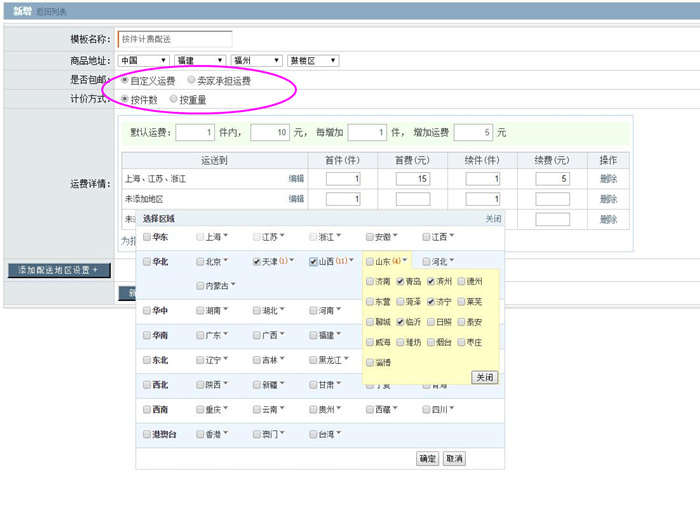 新增 返回列表
模板名称: 按件计费配送
商品地址: 中国 福建 福州 鼓楼区
是否包邮: 自定义运费 卖家承担运费
计价方式: 按件数 按重量
默认运费: 1 件内, 10 元, 每增加 1 件, 增加运费 5 元
运费详情:
运送到 首件(件) 首费(元) 续件(件) 续费(元) 操作
上海、江苏、浙江 编辑 1 15 1 5 删除
未添加地区 编辑 1 1 删除
删除
添加配送地区设置 +
选择区域 关闭
华东 上海 江苏 浙江 安徽 江西
华北 北京 天津(1) 山西(11) 山东(4) 河北
内蒙古
济南 青岛 滨州 德州
东营 菏泽 济宁 莱芜
聊城 临沂 日照 泰安
威海 潍坊 烟台 枣庄
淄博
关闭
华中 湖南 湖北 河南
华南 广东 广西 福建
东北 辽宁 吉林 黑龙江
西北 陕西 新疆 甘肃 宁夏 青海
西南 重庆 云南 贵州 西藏 四川
港澳台 香港 澳门 台湾
确定 取消